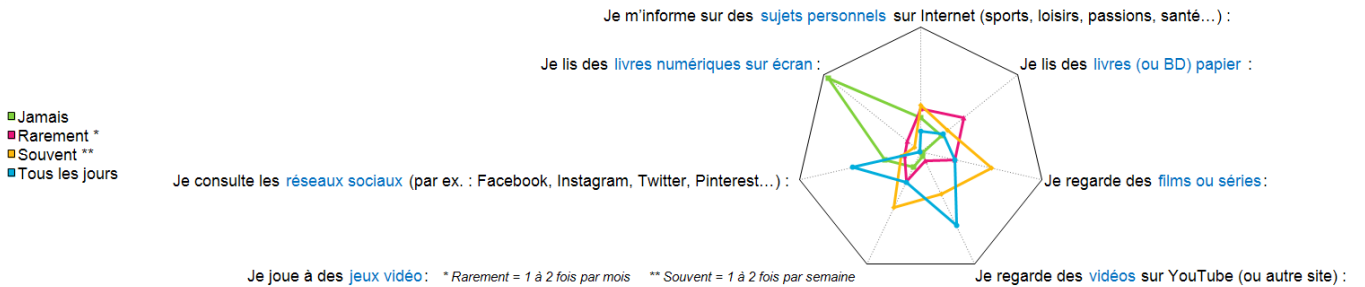 Je m'informe sur des sujets personnels sur Internet (sports, loisirs, passions, santé…) :
Je lis des livres numériques sur écran :
Je lis des livres (ou BD) papier :
Jamais
Rarement *
Souvent **
Tous les jours
Je consulte les réseaux sociaux (par ex. : Facebook, Instagram, Twitter, Pinterest…) :
Je regarde des films ou séries:
Je joue à des jeux vidéo:
* Rarement = 1 à 2 fois par mois
** Souvent = 1 à 2 fois par semaine
Je regarde des vidéos sur YouTube (ou autre site) :